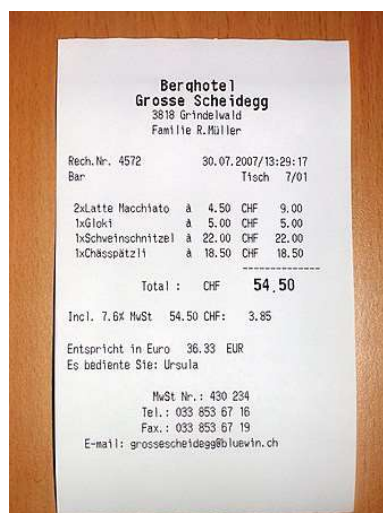 Berghotel
Grosse Scheidegg
3818 Grindelwald
Familie R.Müller
Rech.Nr. 4572 30.07.2007/13:29:17
Bar Tisch 7/01
2xLatte Macchiato à 4.50 CHF 9.00
1xGloki à 5.00 CHF 5.00
1xSchweinschnitzel à 22.00 CHF 22.00
1xChässpätzli à 18.50 CHF 18.50
Total : CHF 54.50
Incl. 7.6% MwSt 54.50 CHF: 3.85
Entspricht in Euro 36.33 EUR
Es bediente Sie: Ursula
MwSt Nr.: 430 234
Tel.: 033 853 67 16
Fax.: 033 853 67 19
E-mail: grossescheidegg@bluewin.ch